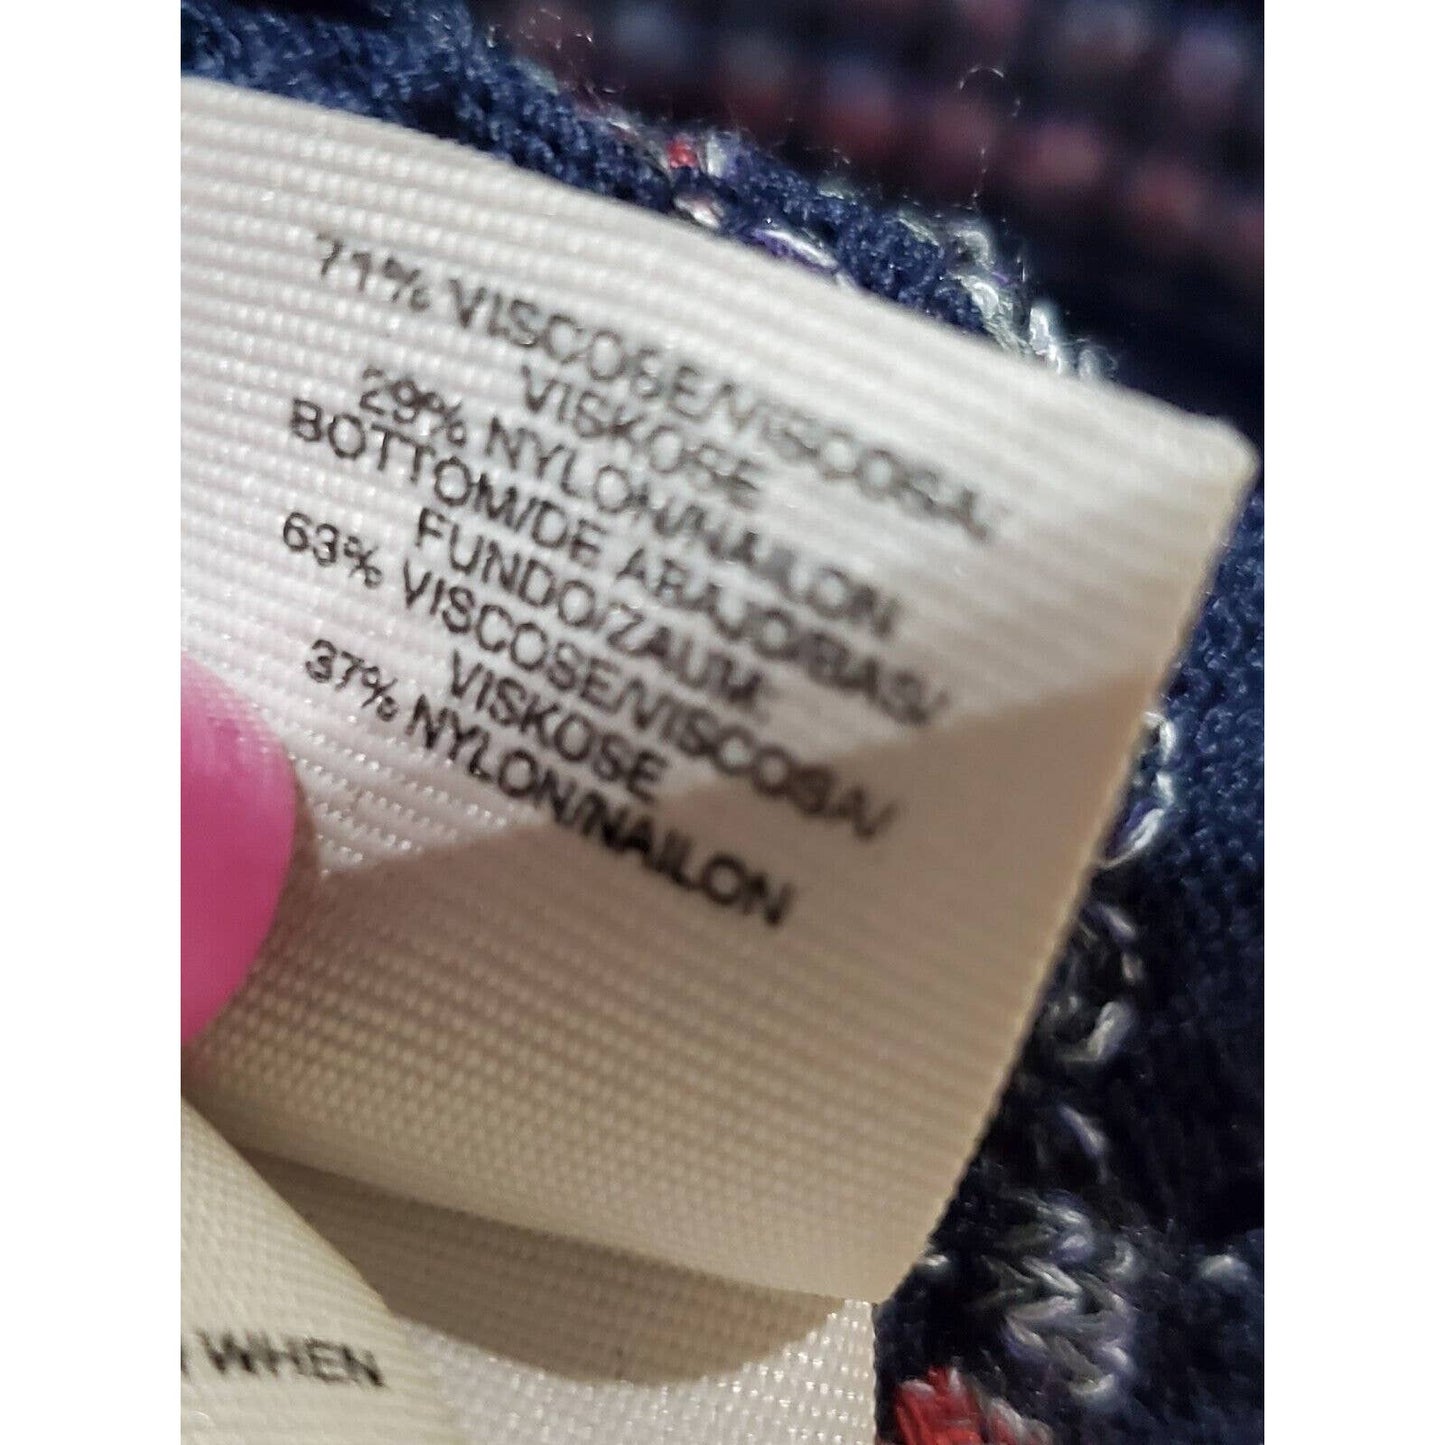 71% VISCOSE/VISCOSA/
VISKOSE
29% NYLON/NAILON
BOTTOM/DE ABAJO/BAS/
FUNDO/ZAUM:
63% VISCOSE/VISCOSA/
VISKOSE
37% NYLON/NAILON
WHEN